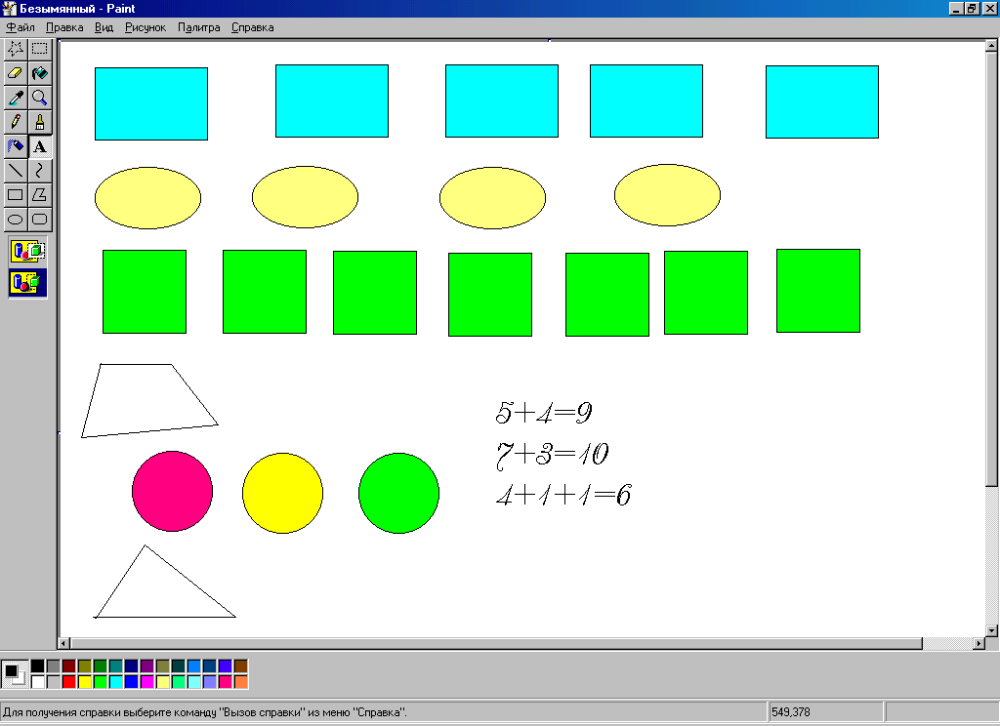 Безымянный - Paint
Файл Правка Вид Рисунок Палитра Справка
A
5+4=9
7+3=10
4+1+1=6
Для получения справки выберите команду "Вызов справки" из меню "Справка". 549,378